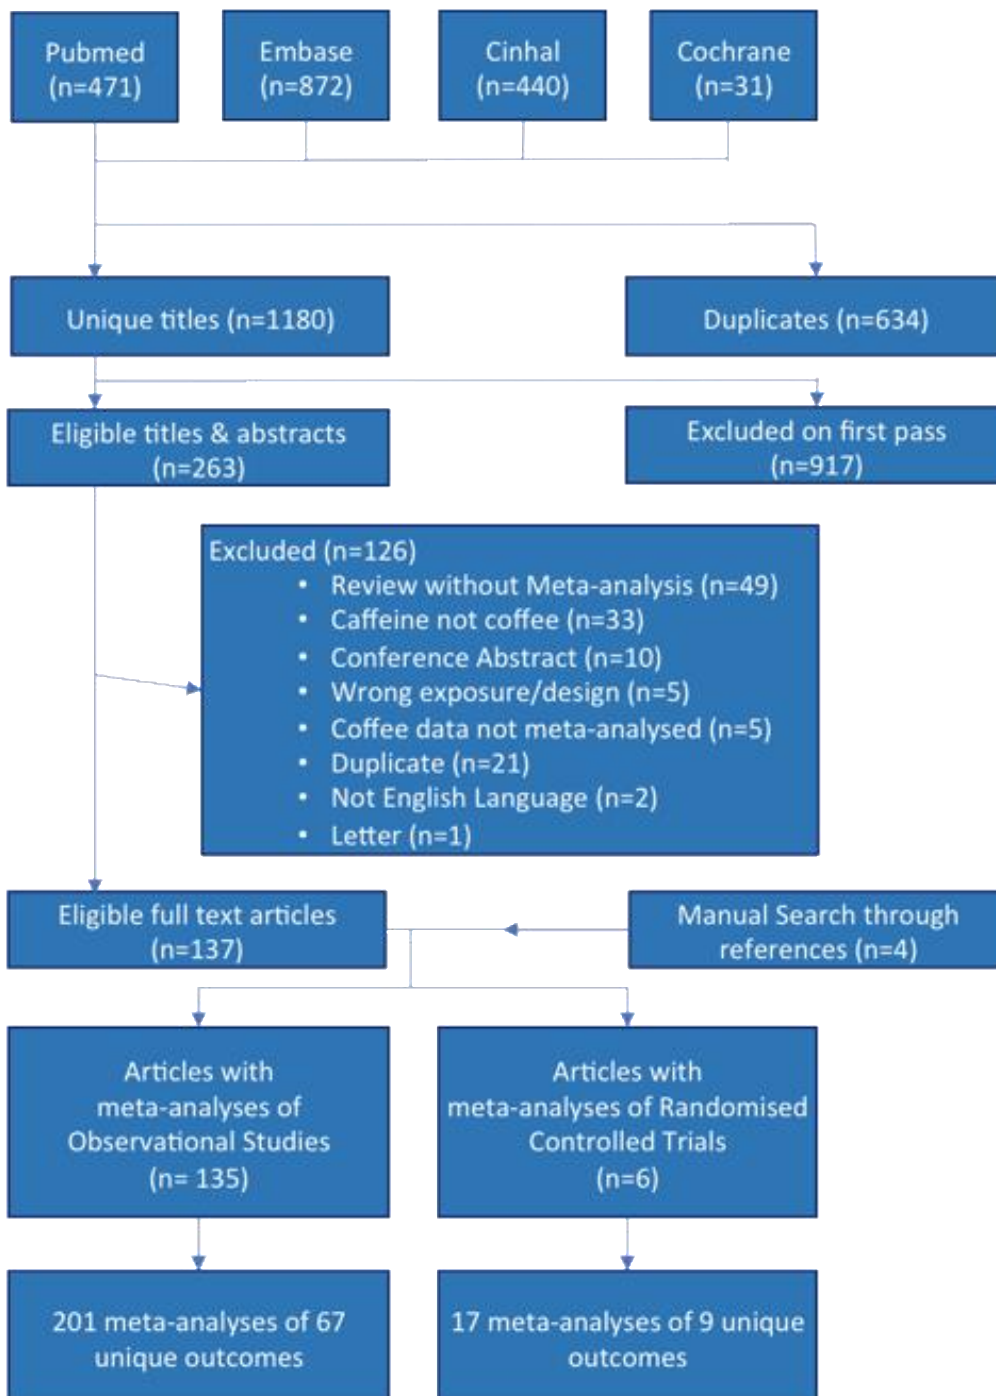 Pubmed
(n=471)
Embase
(n=872)
Cinhal
(n=440)
Cochrane
(n=31)
Unique titles (n=1180)
Duplicates (n=634)
Eligible titles & abstracts
(n=263)
Excluded on first pass
(n=917)
Excluded (n=126)
• Review without Meta-analysis (n=49)
• Caffeine not coffee (n=33)
• Conference Abstract (n=10)
• Wrong exposure/design (n=5)
• Coffee data not meta-analysed (n=5)
• Duplicate (n=21)
• Not English Language (n=2)
• Letter (n=1)
Eligible full text articles
(n=137)
Manual Search through
references (n=4)
Articles with
meta-analyses of
Observational Studies
(n= 135)
Articles with
meta-analyses of Randomised
Controlled Trials
(n=6)
201 meta-analyses of 67
unique outcomes
17 meta-analyses of 9 unique
outcomes